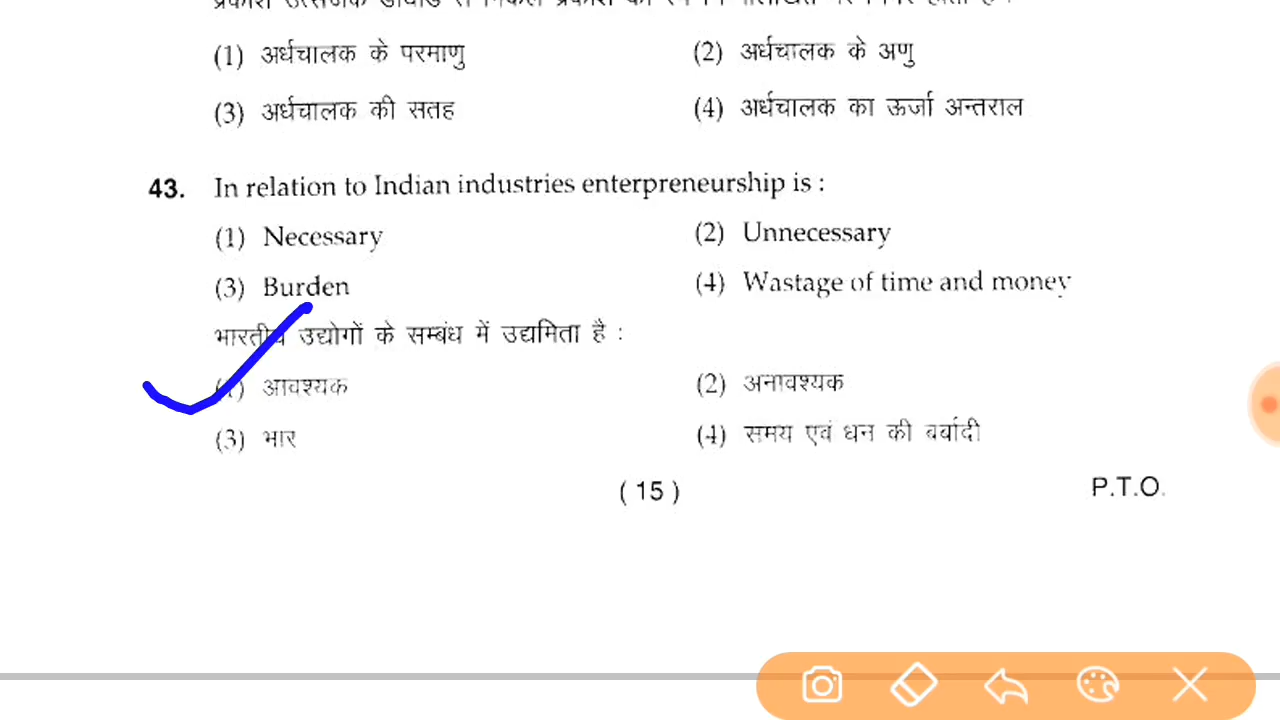 (1) अर्धचालक के परमाणु (2) अर्धचालक के अणु
(3) अर्धचालक की सतह (4) अर्धचालक का ऊर्जा अन्तराल
43. In relation to Indian industries enterpreneurship is :
(1) Necessary (2) Unnecessary
(3) Burden (4) Wastage of time and money
भारतीय उद्योगों के सम्बंध में उद्यमिता है :
(1) आवश्यक (2) अनावश्यक
(3) भार (4) समय एवं धन की बर्बादी
( 15 ) P.T.O.